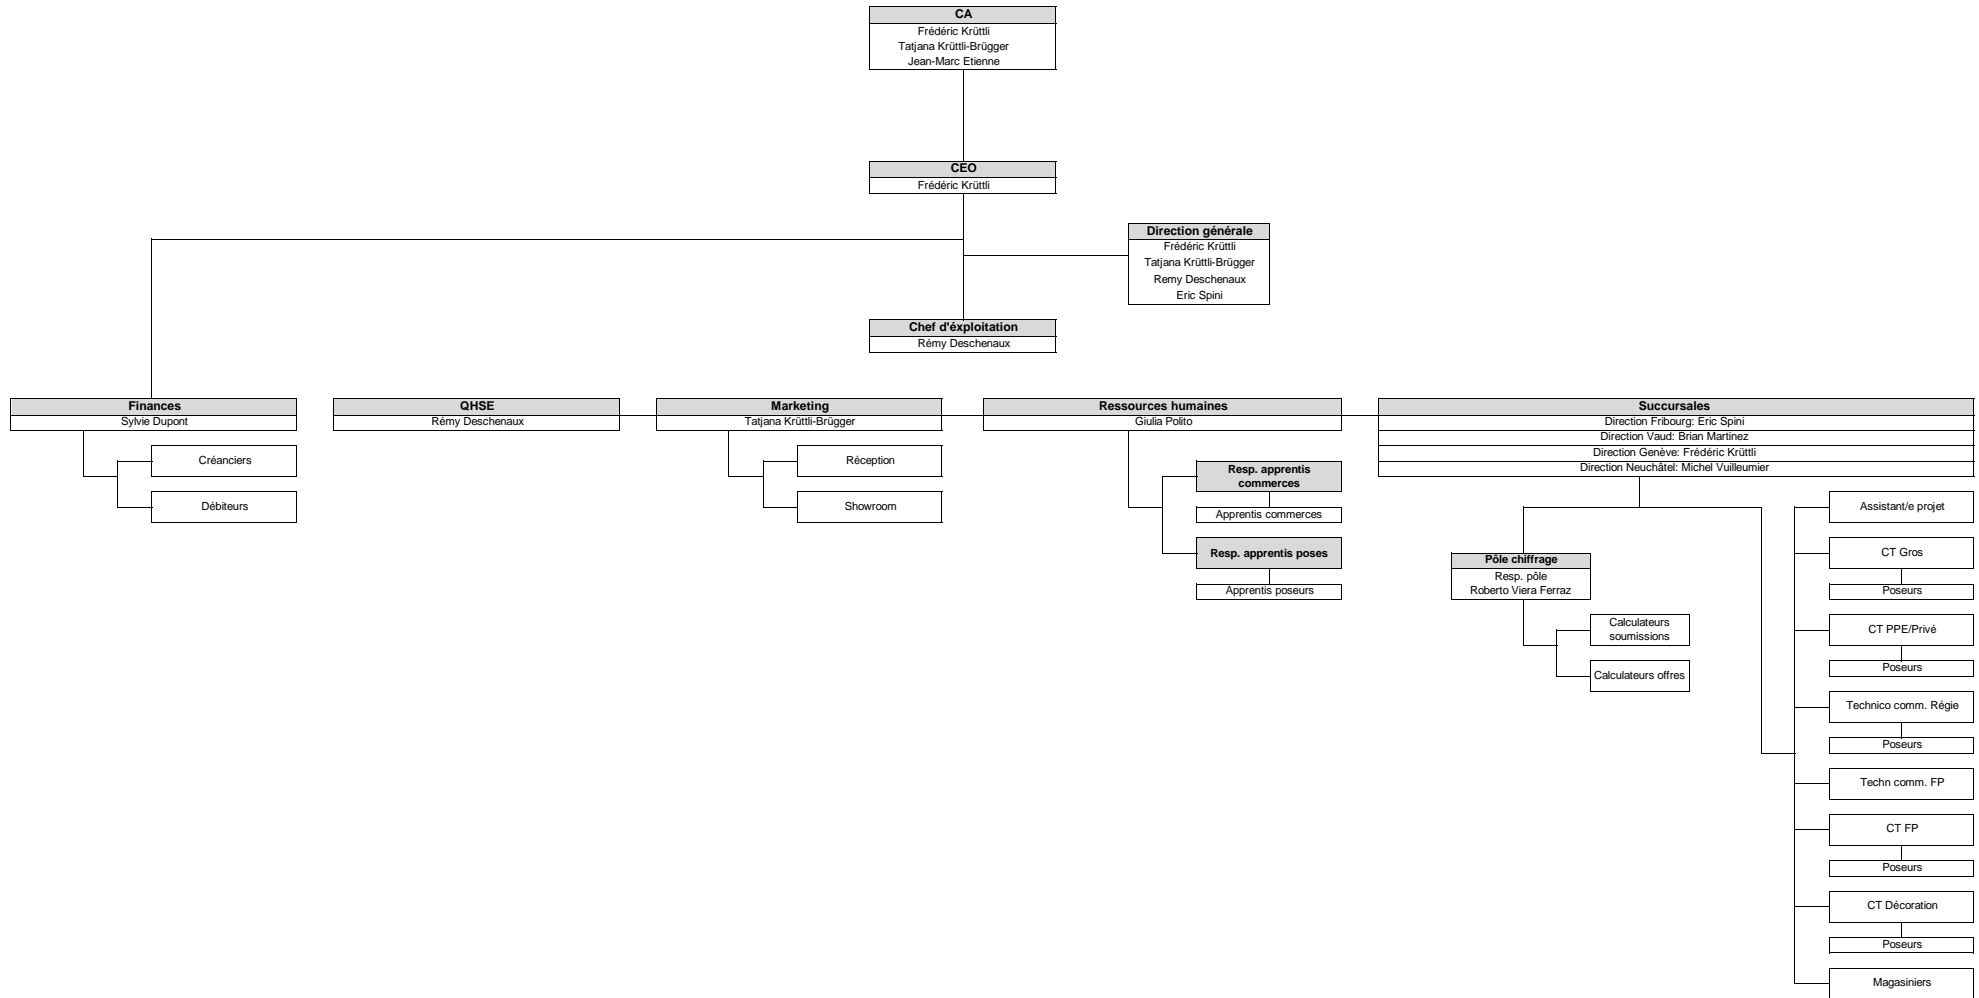 CA
Frédéric Krüttli
Tatjana Krüttli-Brügger
Jean-Marc Etienne
CEO
Frédéric Krüttli
Direction générale
Frédéric Krüttli
Tatjana Krüttli-Brügger
Remy Deschenaux
Eric Spini
Chef d'éxploitation
Rémy Deschenaux
Finances
Sylvie Dupont
Créanciers
Débiteurs
QHSE
Rémy Deschenaux
Marketing
Tatjana Krüttli-Brügger
Réception
Showroom
Ressources humaines
Giulia Polito
Resp. apprentis
commerces
Apprentis commerces
Resp. apprentis poses
Apprentis poseurs
Succursales
Direction Fribourg: Eric Spini
Direction Vaud: Brian Martinez
Direction Genève: Frédéric Krüttli
Direction Neuchâtel: Michel Vuilleumier
Pôle chiffrage
Resp. pôle
Roberto Viera Ferraz
Calculateurs
soumissions
Calculateurs offres
Assistant/e projet
CT Gros
Poseurs
CT PPE/Privé
Poseurs
Technico comm. Régie
Poseurs
Techn comm. FP
CT FP
Poseurs
CT Décoration
Poseurs
Magasiniers